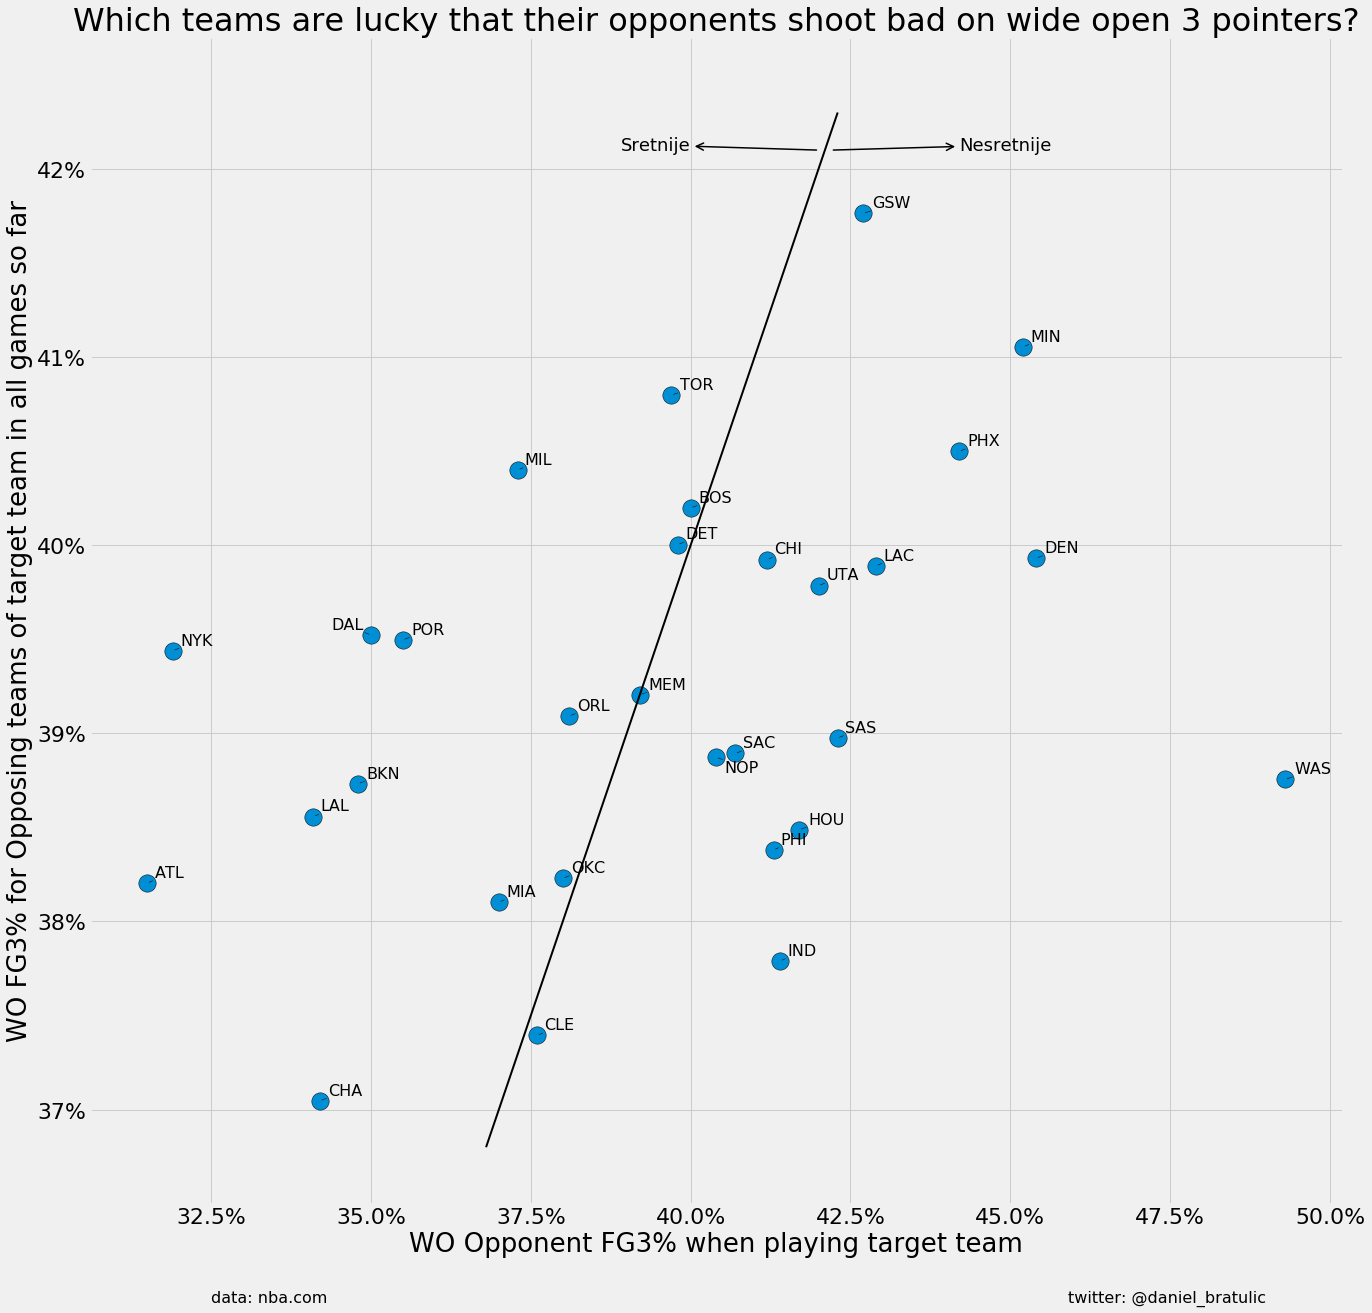 Which teams are lucky that their opponents shoot bad on wide open 3 pointers?
Sretnije
Nesretnije
42%
GSW
MIN
41%
TOR
PHX
MIL
BOS
DET
40%
CHI
DEN
LAC
UTA
DAL
POR
NYK
MEM
ORL
39%
SAS
SAC
NOP
WAS
BKN
LAL
HOU
PHI
ATL
OKC
MIA
38%
IND
CLE
CHA
37%
WO FG3% for Opposing teams of target team in all games so far
32.5% 35.0% 37.5% 40.0% 42.5% 45.0% 47.5% 50.0%
WO Opponent FG3% when playing target team
data: nba.com
twitter: @daniel_bratulic